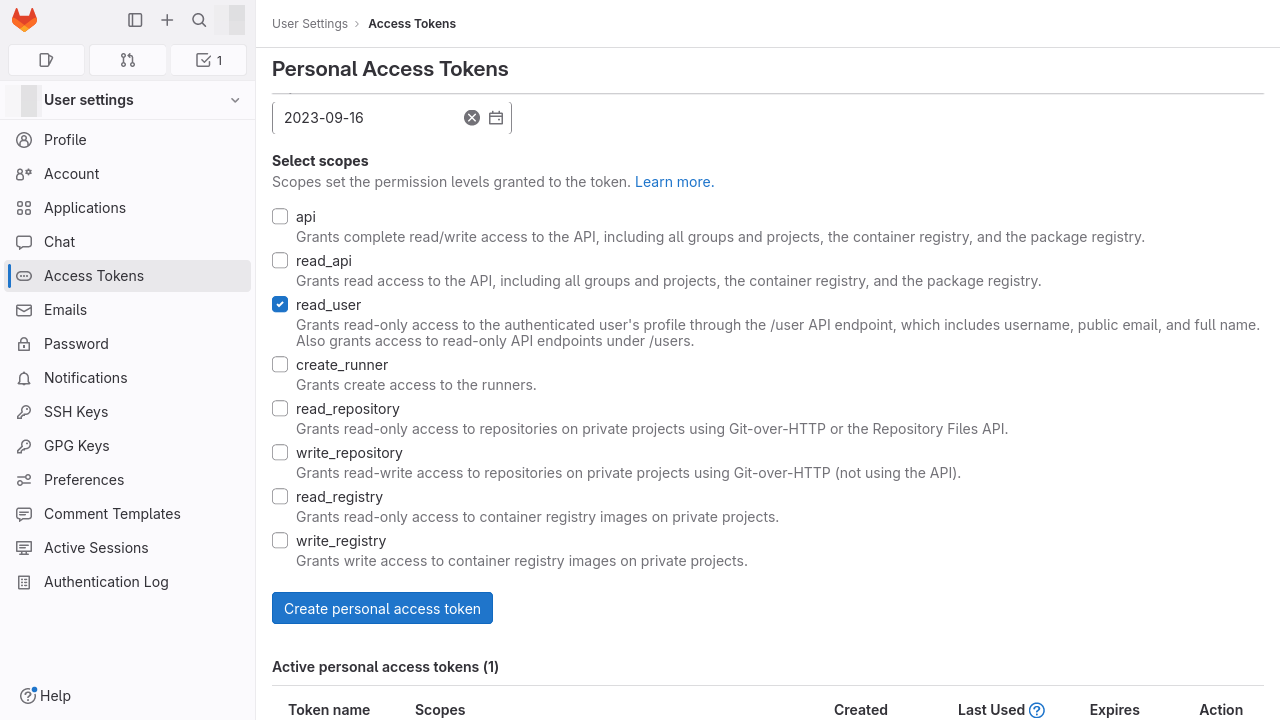 User Settings
Access Tokens
1
User settings
Profile
Account
Applications
Chat
Access Tokens
Emails
Password
Notifications
SSH Keys
GPG Keys
Preferences
Comment Templates
Active Sessions
Authentication Log
Help
Personal Access Tokens
2023-09-16
Select scopes
Scopes set the permission levels granted to the token. Learn more.
api
Grants complete read/write access to the API, including all groups and projects, the container registry, and the package registry.
read_api
Grants read access to the API, including all groups and projects, the container registry, and the package registry.
read_user
Grants read-only access to the authenticated user's profile through the /user API endpoint, which includes username, public email, and full name.
Also grants access to read-only API endpoints under /users.
create_runner
Grants create access to the runners.
read_repository
Grants read-only access to repositories on private projects using Git-over-HTTP or the Repository Files API.
write_repository
Grants read-write access to repositories on private projects using Git-over-HTTP (not using the API).
read_registry
Grants read-only access to container registry images on private projects.
write_registry
Grants write access to container registry images on private projects.
Create personal access token
Active personal access tokens (1)
Token name Scopes Created Last Used Expires Action